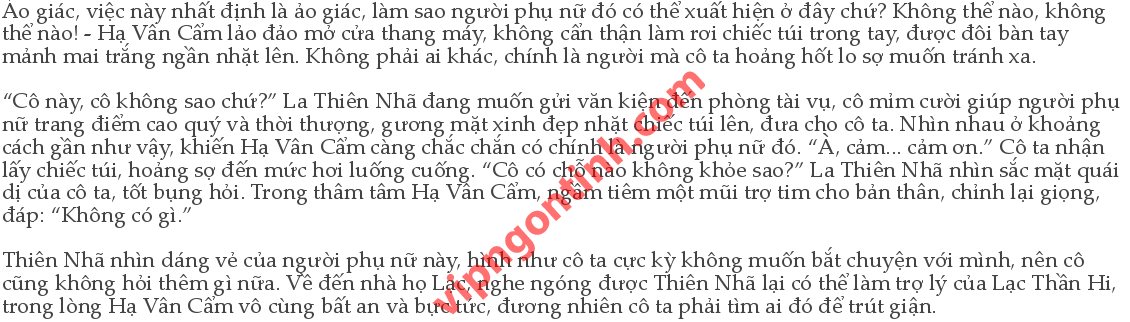 Ảo giác, việc này nhất định là ảo giác, làm sao người phụ nữ đó có thể xuất hiện ở đây chứ? Không thể nào, không
thể nào! - Hạ Vân Cẩm lảo đảo mở cửa thang máy, không cẩn thận làm rơi chiếc túi trong tay, được đôi bàn tay
mảnh mai trắng ngần nhặt lên. Không phải ai khác, chính là người mà cô ta hoảng hốt lo sợ muốn tránh xa.
“Cô này, cô không sao chứ?” La Thiên Nhã đang muốn gửi văn kiện đến phòng tài vụ, cô mỉm cười giúp người phụ
nữ trang điểm cao quý và thời thượng, gương mặt xinh đẹp nhặt chiếc túi lên, đưa cho cô ta. Nhìn nhau ở khoảng
cách gần như vậy, khiến Hạ Vân Cẩm càng chắc chắn cô chính là người phụ nữ đó. “À, cảm... cảm ơn.” Cô ta nhận
lấy chiếc túi, hoảng sợ đến mức hơi luống cuống. “Cô có chỗ nào không khỏe sao?” La Thiên Nhã nhìn sắc mặt quái
dị của cô ta, tốt bụng hỏi. Trong thâm tâm Hạ Vân Cẩm, ngầm tiêm một mũi trợ tim cho bản thân, chỉnh lại giọng,
đáp: “Không có gì.”
Thiên Nhã nhìn dáng vẻ của người phụ nữ này, hình như cô ta cực kỳ không muốn bắt chuyện với mình, nên cô
cũng không hỏi thêm gì nữa. Về đến nhà họ Lạc, nghe ngóng được Thiên Nhã lại có thể làm trợ lý của Lạc Thần Hi,
trong lòng Hạ Vân Cẩm vô cùng bất an và bực tức, đương nhiên cô ta phải tìm ai đó để trút giận.
vipngontinh.com